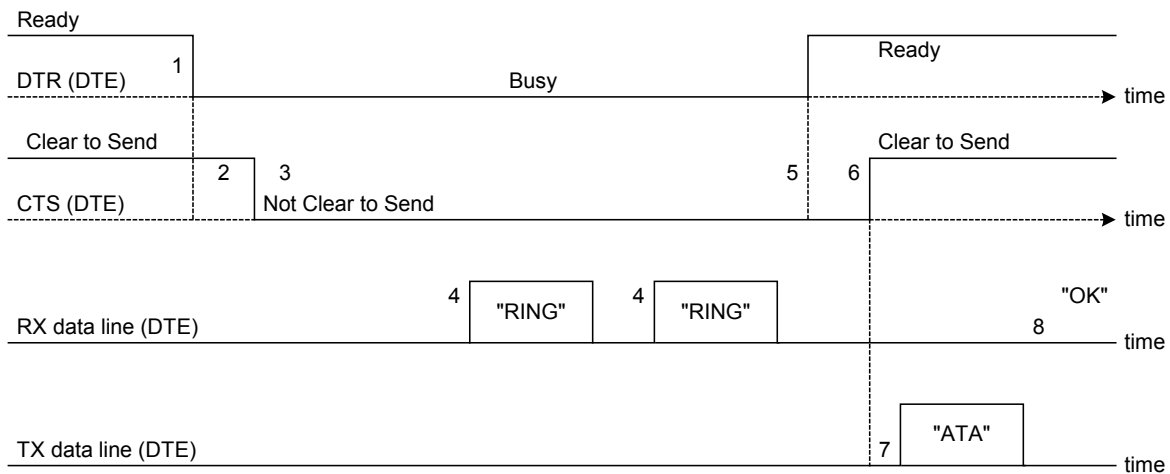 Ready
1
Ready
DTR (DTE)
Busy
time
Clear to Send
Clear to Send
2
3
5
6
CTS (DTE)
Not Clear to Send
time
4
"RING"
4
"RING"
"OK"
RX data line (DTE)
8
time
"ATA"
TX data line (DTE)
7
time